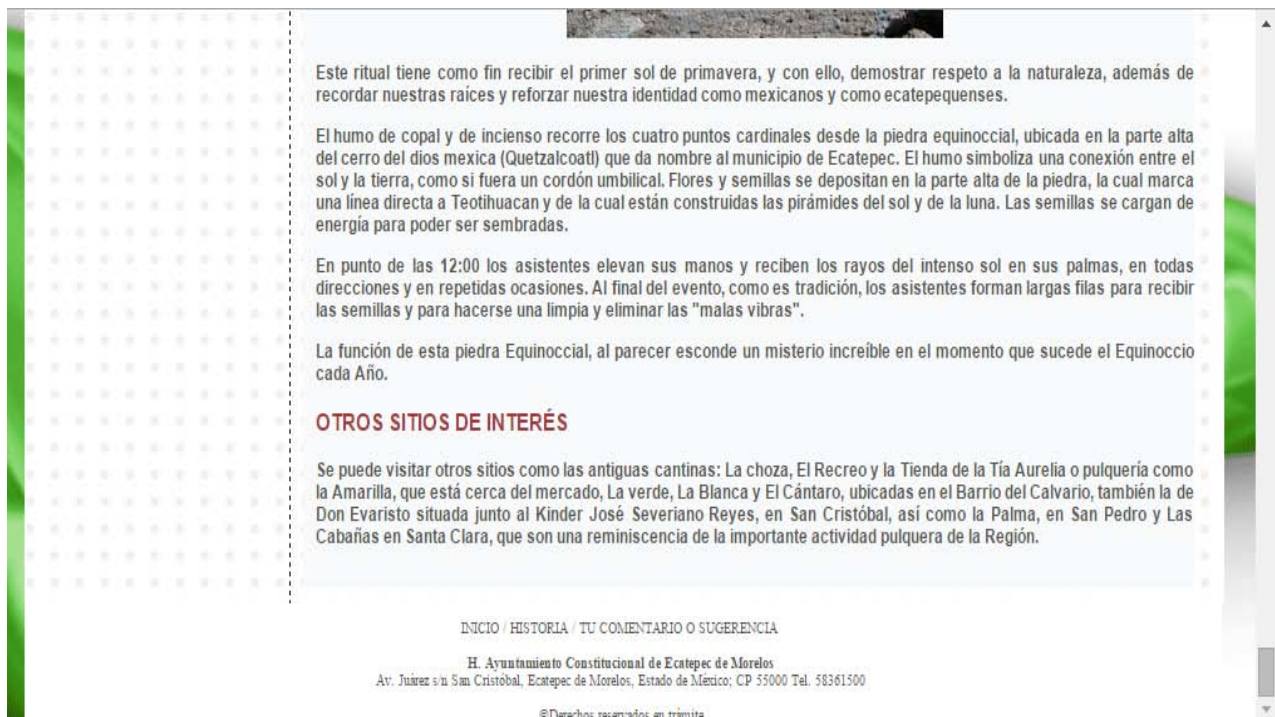 Este ritual tiene como fin recibir el primer sol de primavera, y con ello, demostrar respeto a la naturaleza, además de
recordar nuestras raíces y reforzar nuestra identidad como mexicanos y como ecatepequenses.
El humo de copal y de incienso recorre los cuatro puntos cardinales desde la piedra equinoccial, ubicada en la parte alta
del cerro del dios mexica (Quetzalcoatl) que da nombre al municipio de Ecatepec. El humo simboliza una conexión entre el
sol y la tierra, como si fuera un cordón umbilical. Flores y semillas se depositan en la parte alta de la piedra, la cual marca
una línea directa a Teotihuacan y de la cual están construidas las pirámides del sol y de la luna. Las semillas se cargan de
energía para poder ser sembradas.
En punto de las 12:00 los asistentes elevan sus manos y reciben los rayos del intenso sol en sus palmas, en todas
direcciones y en repetidas ocasiones. Al final del evento, como es tradición, los asistentes forman largas filas para recibir
las semillas y para hacerse una limpia y eliminar las "malas vibras".
La función de esta piedra Equinoccial, al parecer esconde un misterio increíble en el momento que sucede el Equinoccio
cada Año.
OTROS SITIOS DE INTERÉS
Se puede visitar otros sitios como las antiguas cantinas: La choza, El Recreo y la Tienda de la Tía Aurelia o pulquería como
la Amarilla, que está cerca del mercado, La verde, La Blanca y El Cántaro, ubicadas en el Barrio del Calvario, también la de
Don Evaristo situada junto al Kinder José Severiano Reyes, en San Cristóbal, así como la Palma, en San Pedro y Las
Cabañas en Santa Clara, que son una reminiscencia de la importante actividad pulquera de la Región.
INICIO / HISTORIA / TU COMENTARIO O SUGERENCIA
H. Ayuntamiento Constitucional de Ecatepec de Morelos
Av. Juárez s/n San Cristóbal, Ecatepec de Morelos, Estado de México; CP 55000 Tel. 58361500
©Derechos reservados en trámite